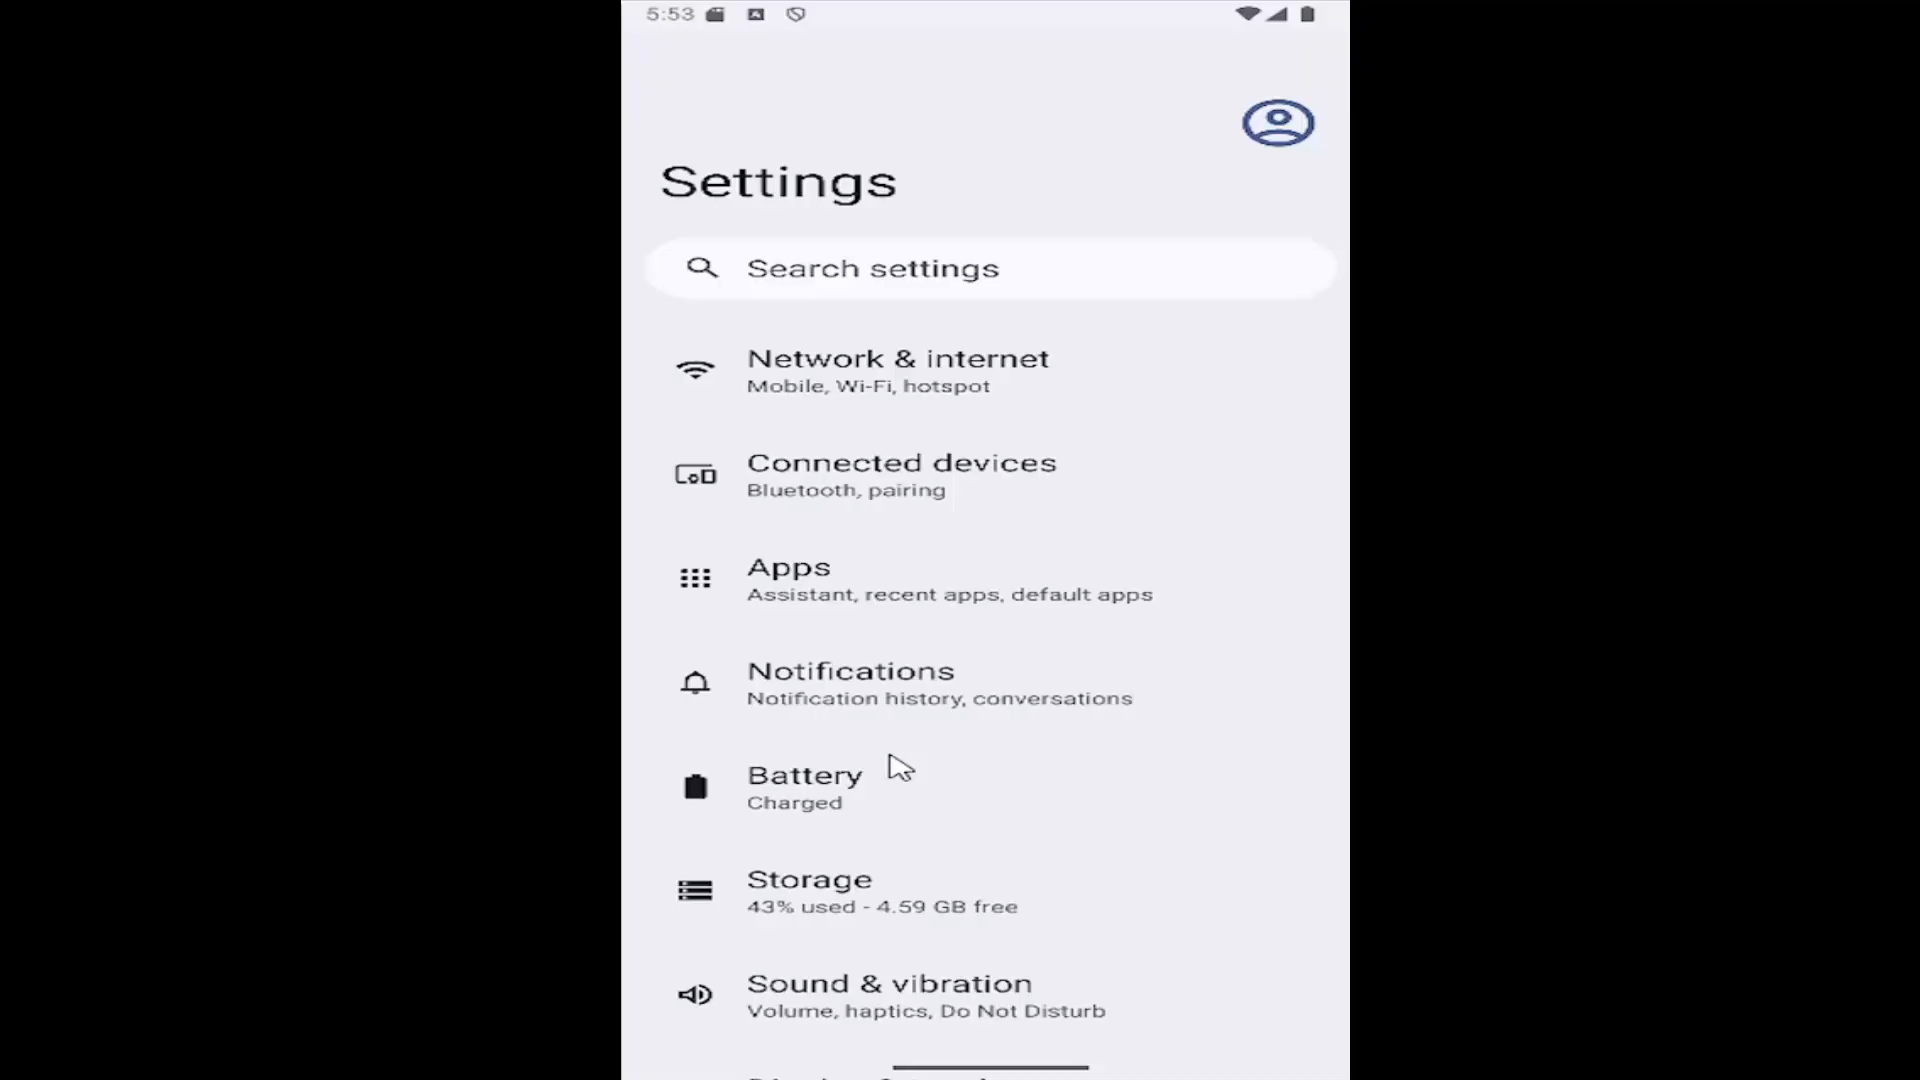 5:53
Settings
Search settings
Network & internet
Mobile, Wi-Fi, hotspot
Connected devices
Bluetooth, pairing
Apps
Assistant, recent apps, default apps
Notifications
Notification history, conversations
Battery
Charged
Storage
43% used - 4.59 GB free
Sound & vibration
Volume, haptics, Do Not Disturb